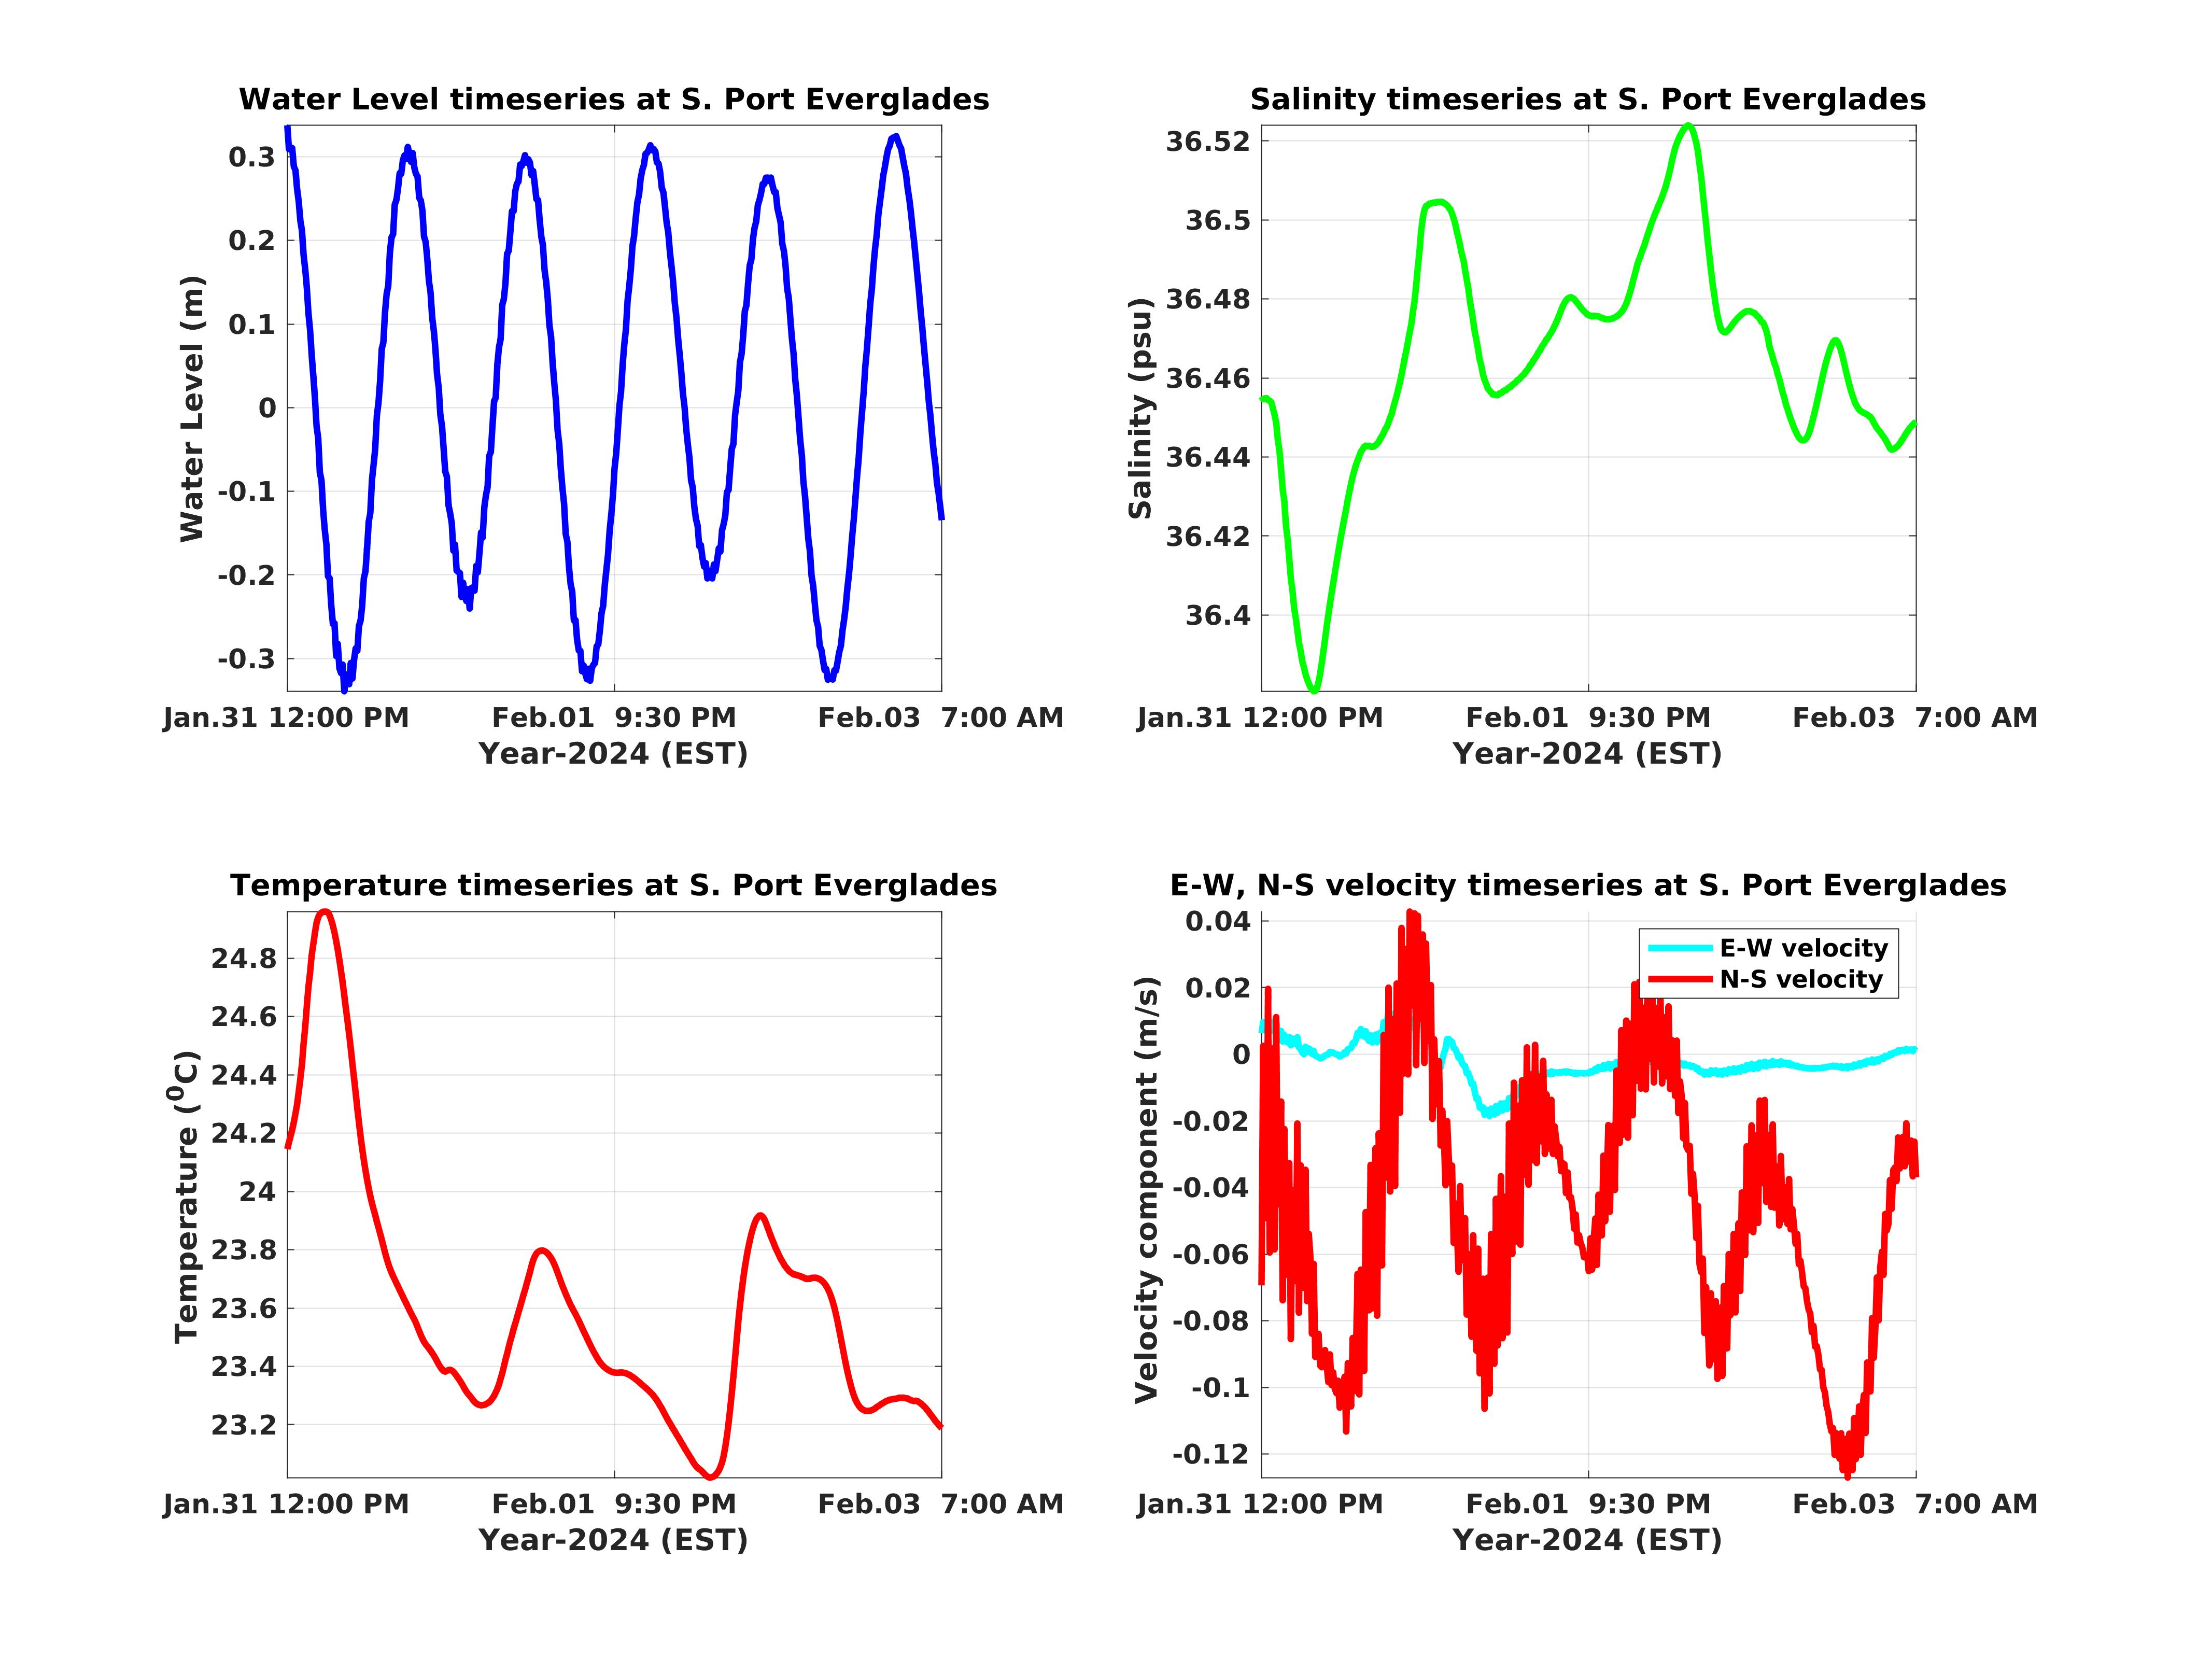 Water Level timeseries at S. Port Everglades
Water Level (m)
0.3
0.2
0.1
0
-0.1
-0.2
-0.3
Jan.31 12:00 PM Feb.01 9:30 PM Feb.03 7:00 AM
Year-2024 (EST)
Salinity timeseries at S. Port Everglades
Salinity (psu)
36.52
36.5
36.48
36.46
36.44
36.42
36.4
Jan.31 12:00 PM Feb.01 9:30 PM Feb.03 7:00 AM
Year-2024 (EST)
Temperature timeseries at S. Port Everglades
Temperature (⁰C)
24.8
24.6
24.4
24.2
24
23.8
23.6
23.4
23.2
Jan.31 12:00 PM Feb.01 9:30 PM Feb.03 7:00 AM
Year-2024 (EST)
E-W, N-S velocity timeseries at S. Port Everglades
Velocity component (m/s)
0.04
0.02
0
-0.02
-0.04
-0.06
-0.08
-0.1
-0.12
E-W velocity
N-S velocity
Jan.31 12:00 PM Feb.01 9:30 PM Feb.03 7:00 AM
Year-2024 (EST)